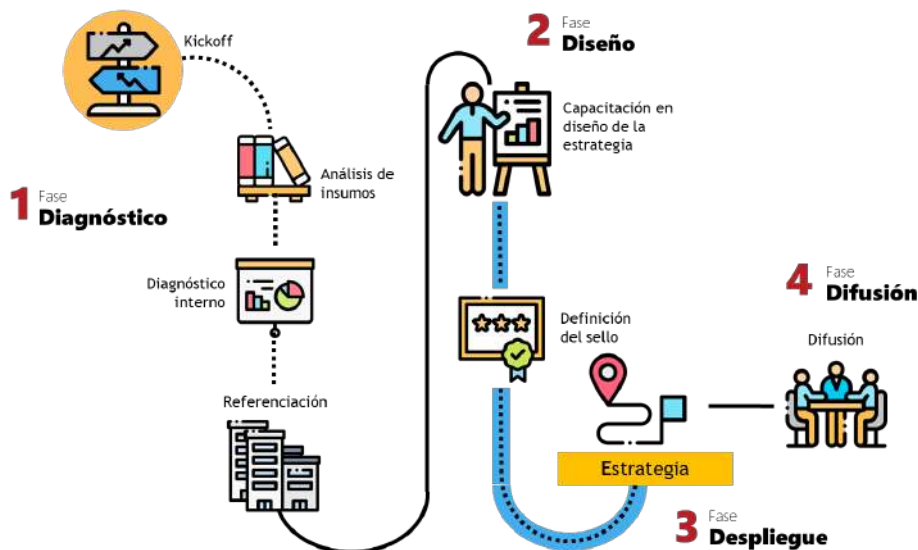 Kickoff
1 Fase
Diagnóstico
Análisis de
insumos
Diagnóstico
interno
Referenciación
2 Fase
Diseño
Capacitación en
diseño de la
estrategia
Definición
del sello
Estrategia
3 Fase
Despliegue
4 Fase
Difusión
Difusión